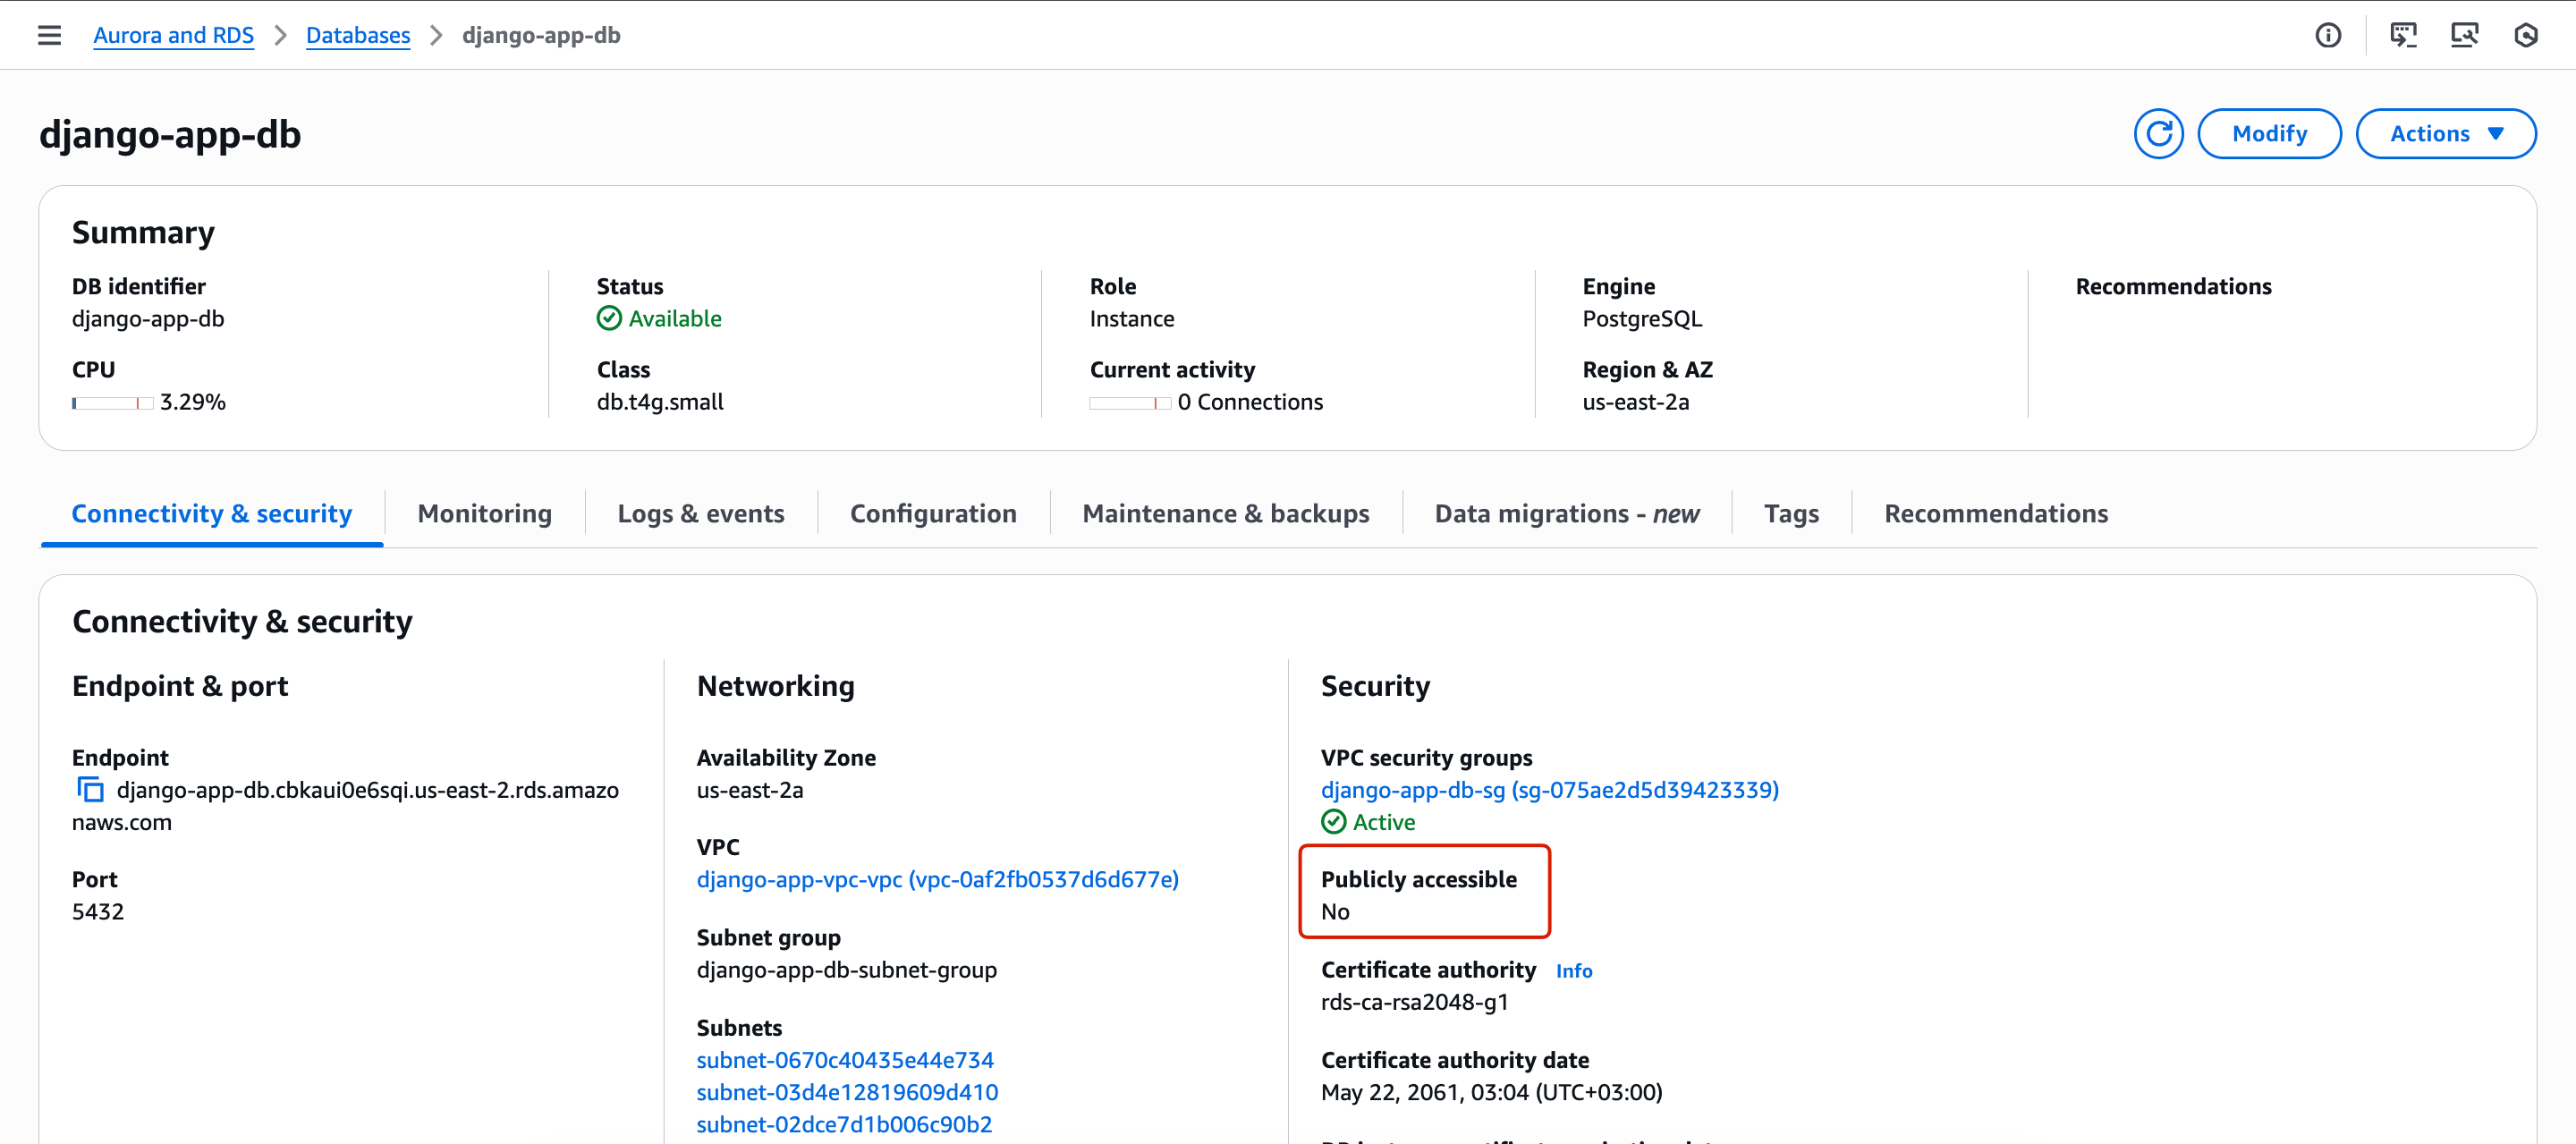 Aurora and RDS > Databases > django-app-db
django-app-db
Modify
Actions
Summary
DB identifier
django-app-db
CPU
3.29%
Status
Available
Class
db.t4g.small
Role
Instance
Current activity
0 Connections
Engine
PostgreSQL
Region & AZ
us-east-2a
Recommendations
Connectivity & security
Monitoring
Logs & events
Configuration
Maintenance & backups
Data migrations - new
Tags
Recommendations
Connectivity & security
Endpoint & port
Endpoint
django-app-db.cbkaui0e6sqi.us-east-2.rds.amazo
naws.com
Port
5432
Networking
Availability Zone
us-east-2a
VPC
django-app-vpc-vpc (vpc-0af2fb0537d6d677e)
Subnet group
django-app-db-subnet-group
Subnets
subnet-0670c40435e44e734
subnet-03d4e12819609d410
subnet-02dce7d1b006c90b2
Security
VPC security groups
django-app-db-sg (sg-075ae2d5d39423339)
Active
Publicly accessible
No
Certificate authority Info
rds-ca-rsa2048-g1
Certificate authority date
May 22, 2061, 03:04 (UTC+03:00)